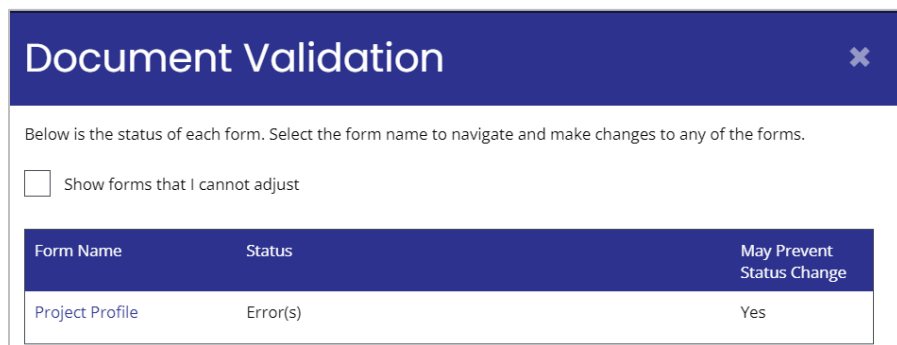 Document Validation
Below is the status of each form. Select the form name to navigate and make changes to any of the forms.
Show forms that I cannot adjust
Form Name Status May Prevent
Status Change
Project Profile Error(s) Yes